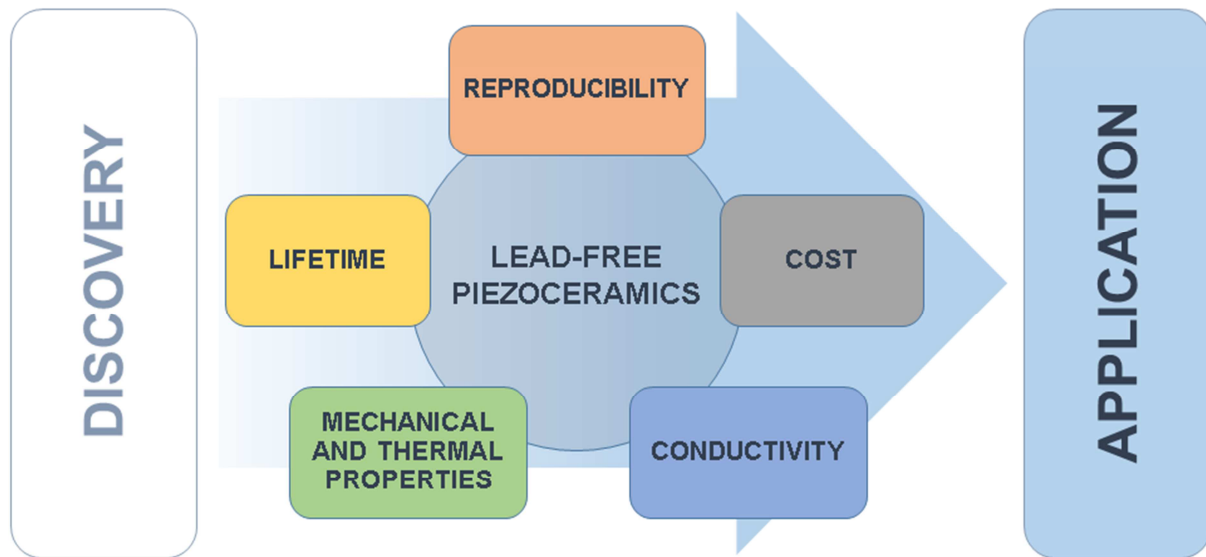 DISCOVERY
REPRODUCIBILITY
LIFETIME
LEAD-FREE
PIEZOCERAMICS
COST
MECHANICAL
AND THERMAL
PROPERTIES
CONDUCTIVITY
APPLICATION